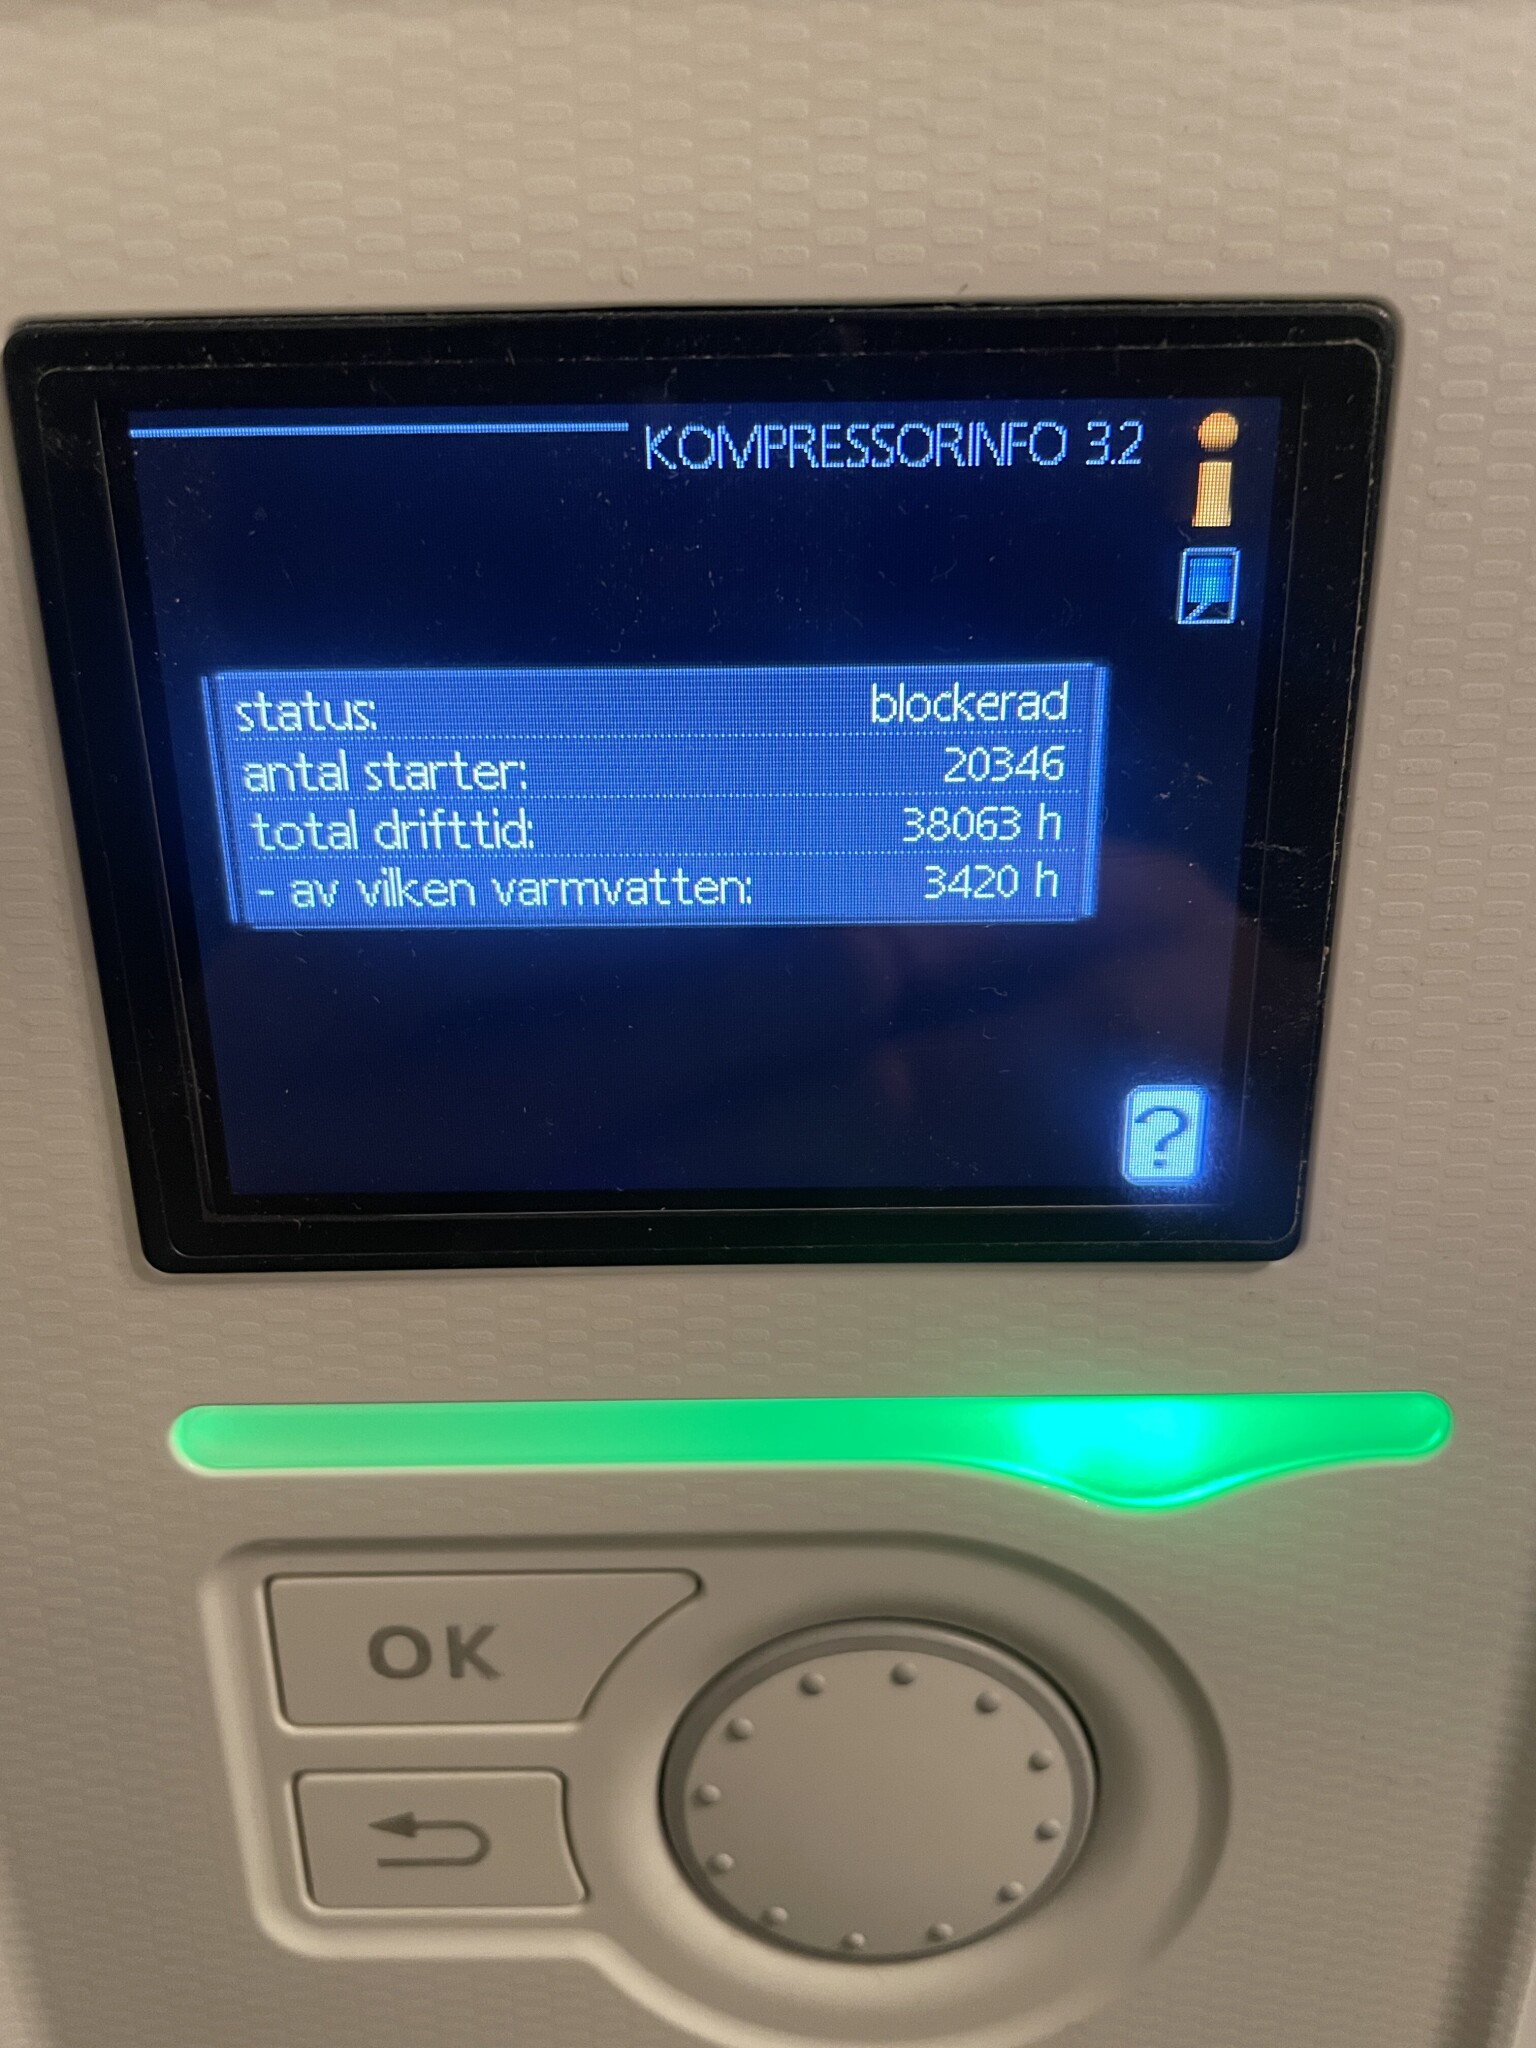 KOMPRESSORINFO 3.2
status: blockerad
antal starter: 20346
total drifttid: 38063 h
- av vilken varmvatten: 3420 h
?
OK